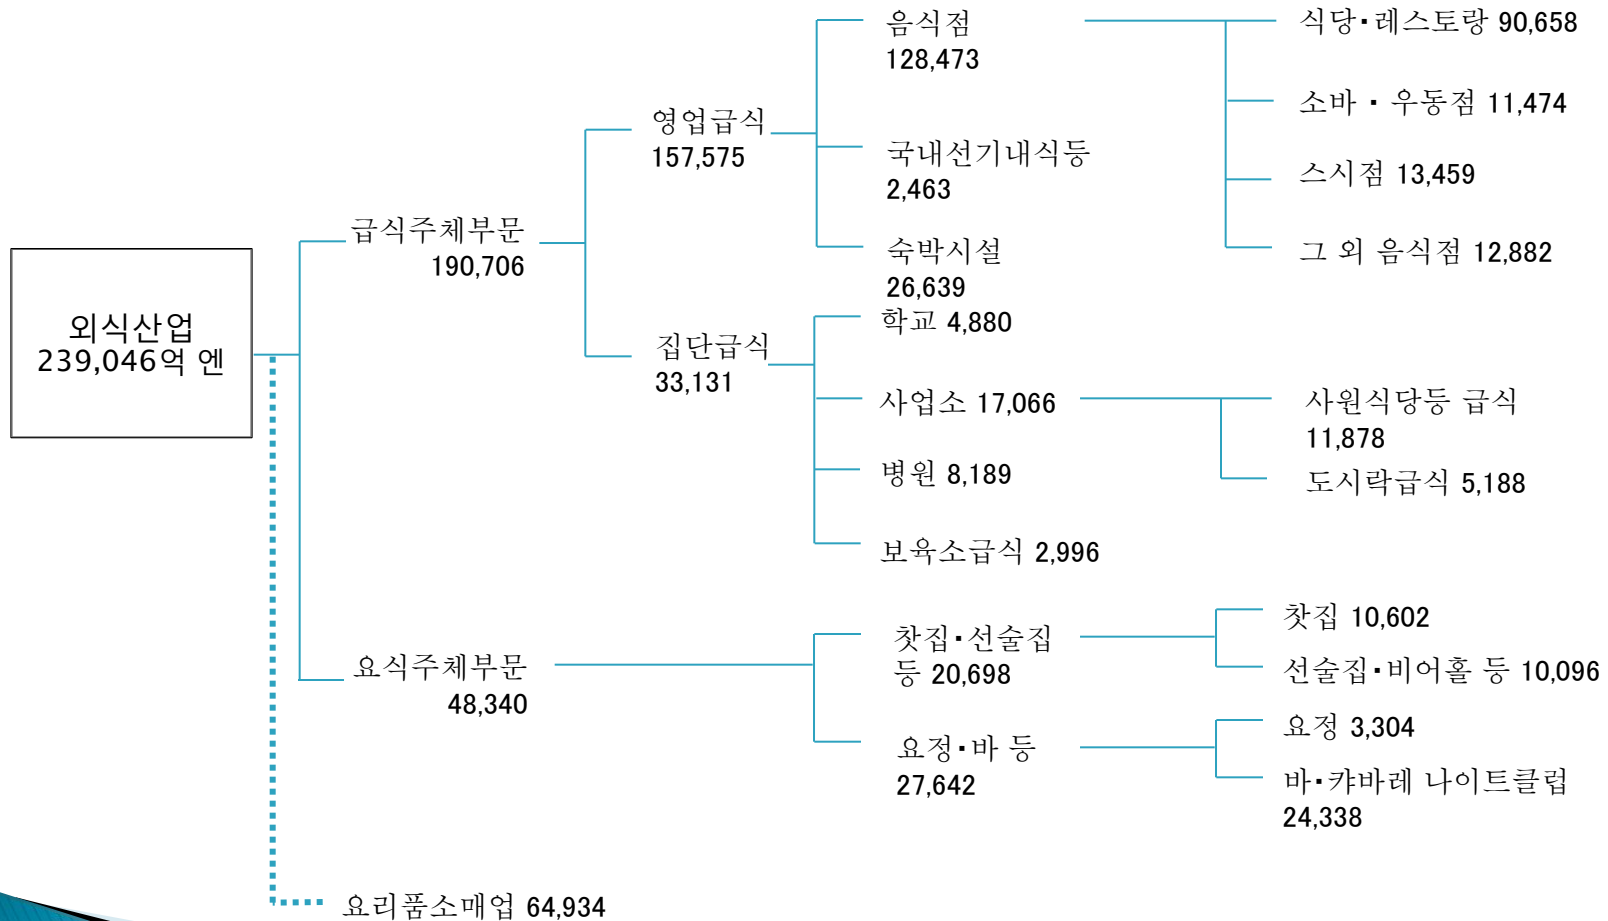 외식산업
239,046억 엔
급식주체부문
190,706
영업급식
157,575
음식점
128,473
식당▪레스토랑 90,658
소바 ▪ 우동점 11,474
스시점 13,459
그 외 음식점 12,882
국내선기내식등
2,463
숙박시설
26,639
집단급식
33,131
학교 4,880
사업소 17,066
사원식당등 급식
11,878
도시락급식 5,188
병원 8,189
보육소급식 2,996
요식주체부문
48,340
찻집▪선술집
등 20,698
찻집 10,602
선술집▪비어홀 등 10,096
요정▪바 등
27,642
요정 3,304
바▪캬바레 나이트클럽
24,338
요리품소매업 64,934